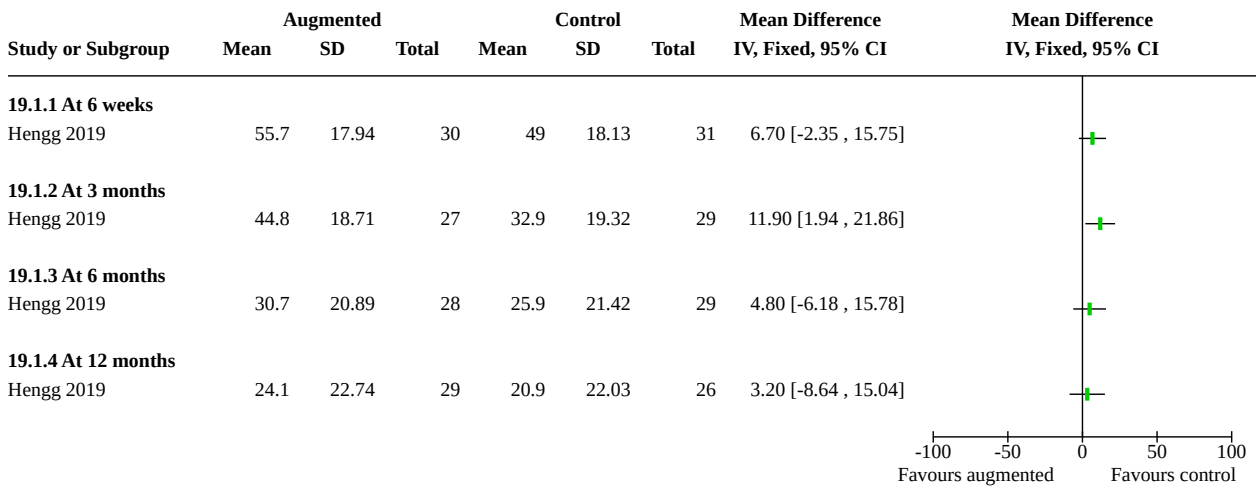 Augmented Control Mean Difference Mean Difference
Study or Subgroup Mean SD Total Mean SD Total IV, Fixed, 95% CI IV, Fixed, 95% CI
19.1.1 At 6 weeks
Hengg 2019 55.7 17.94 30 49 18.13 31 6.70 [-2.35 , 15.75]
19.1.2 At 3 months
Hengg 2019 44.8 18.71 27 32.9 19.32 29 11.90 [1.94 , 21.86]
19.1.3 At 6 months
Hengg 2019 30.7 20.89 28 25.9 21.42 29 4.80 [-6.18 , 15.78]
19.1.4 At 12 months
Hengg 2019 24.1 22.74 29 20.9 22.03 26 3.20 [-8.64 , 15.04]
-100 -50 0 50 100
Favours augmented Favours control